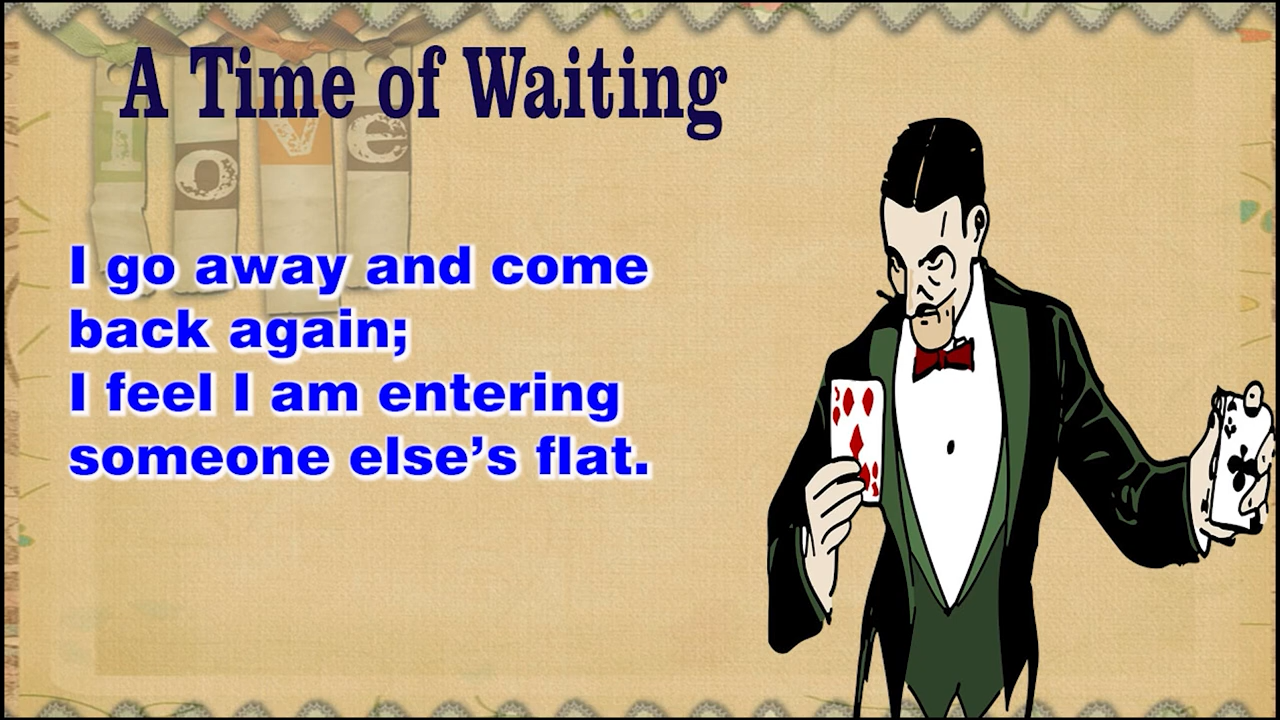 A Time of Waiting
love
I go away and come
back again;
I feel I am entering
someone else’s flat.